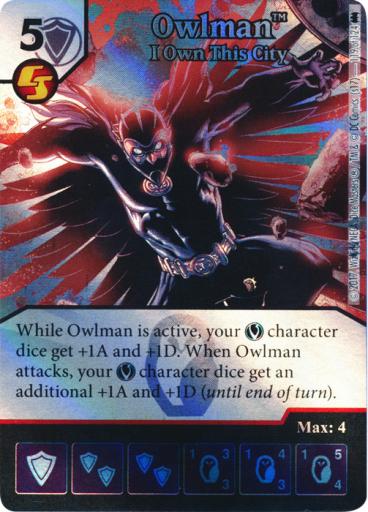 5
Owlman™
I Own This City
While Owlman is active, your character
dice get +1A and +1D. When Owlman
attacks, your character dice get an
additional +1A and +1D (until end of turn).
Max: 4
1 3
3
1 4
3
1 5
4